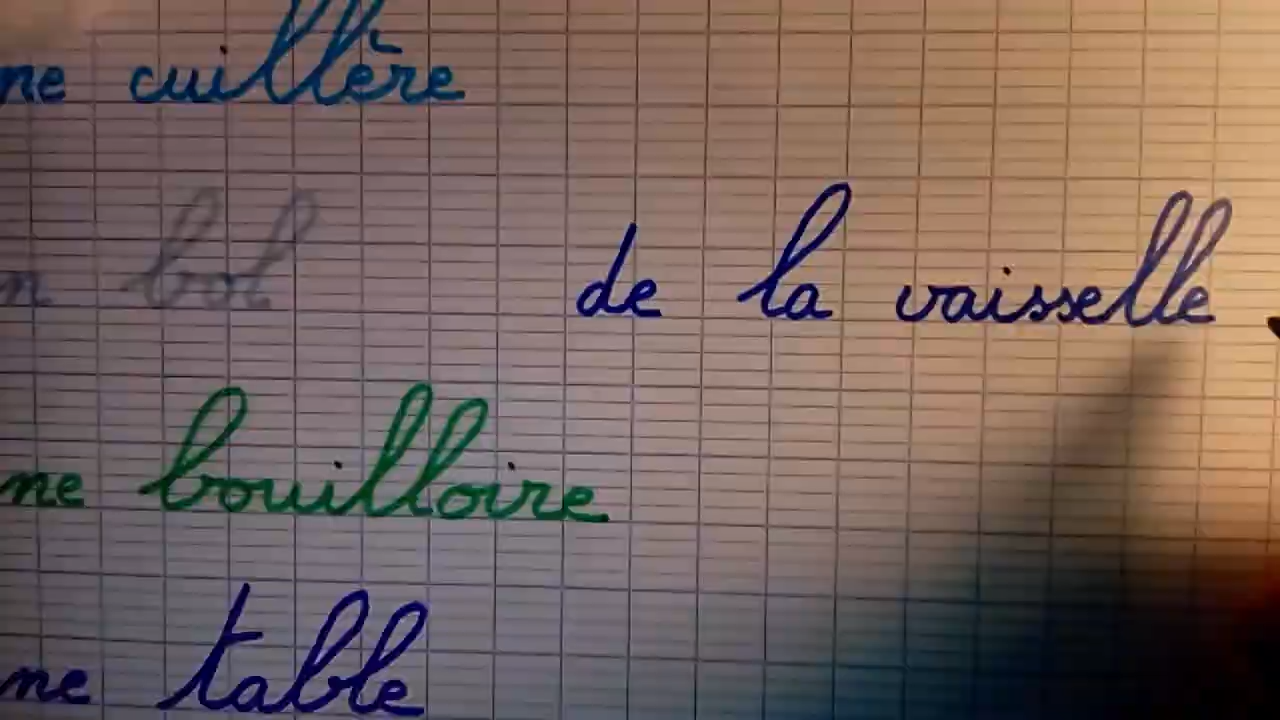 ne cuillère
n bol de la vaisselle
ne bouilloire
ne table